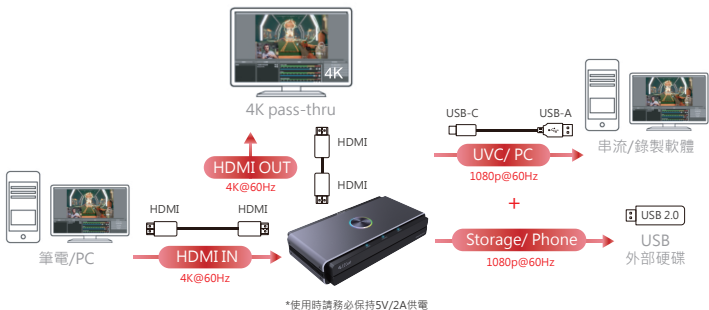 4K
4K pass-thru
HDMI
HDMI
HDMI OUT
4K@60Hz
USB-C
USB-A
UVC/ PC
1080p@60Hz
串流/錄製軟體
+
HDMI
HDMI
HDMI IN
4K@60Hz
筆電/PC
Storage/ Phone
1080p@60Hz
USB 2.0
USB
外部硬碟
*使用時請務必保持5V/2A供電